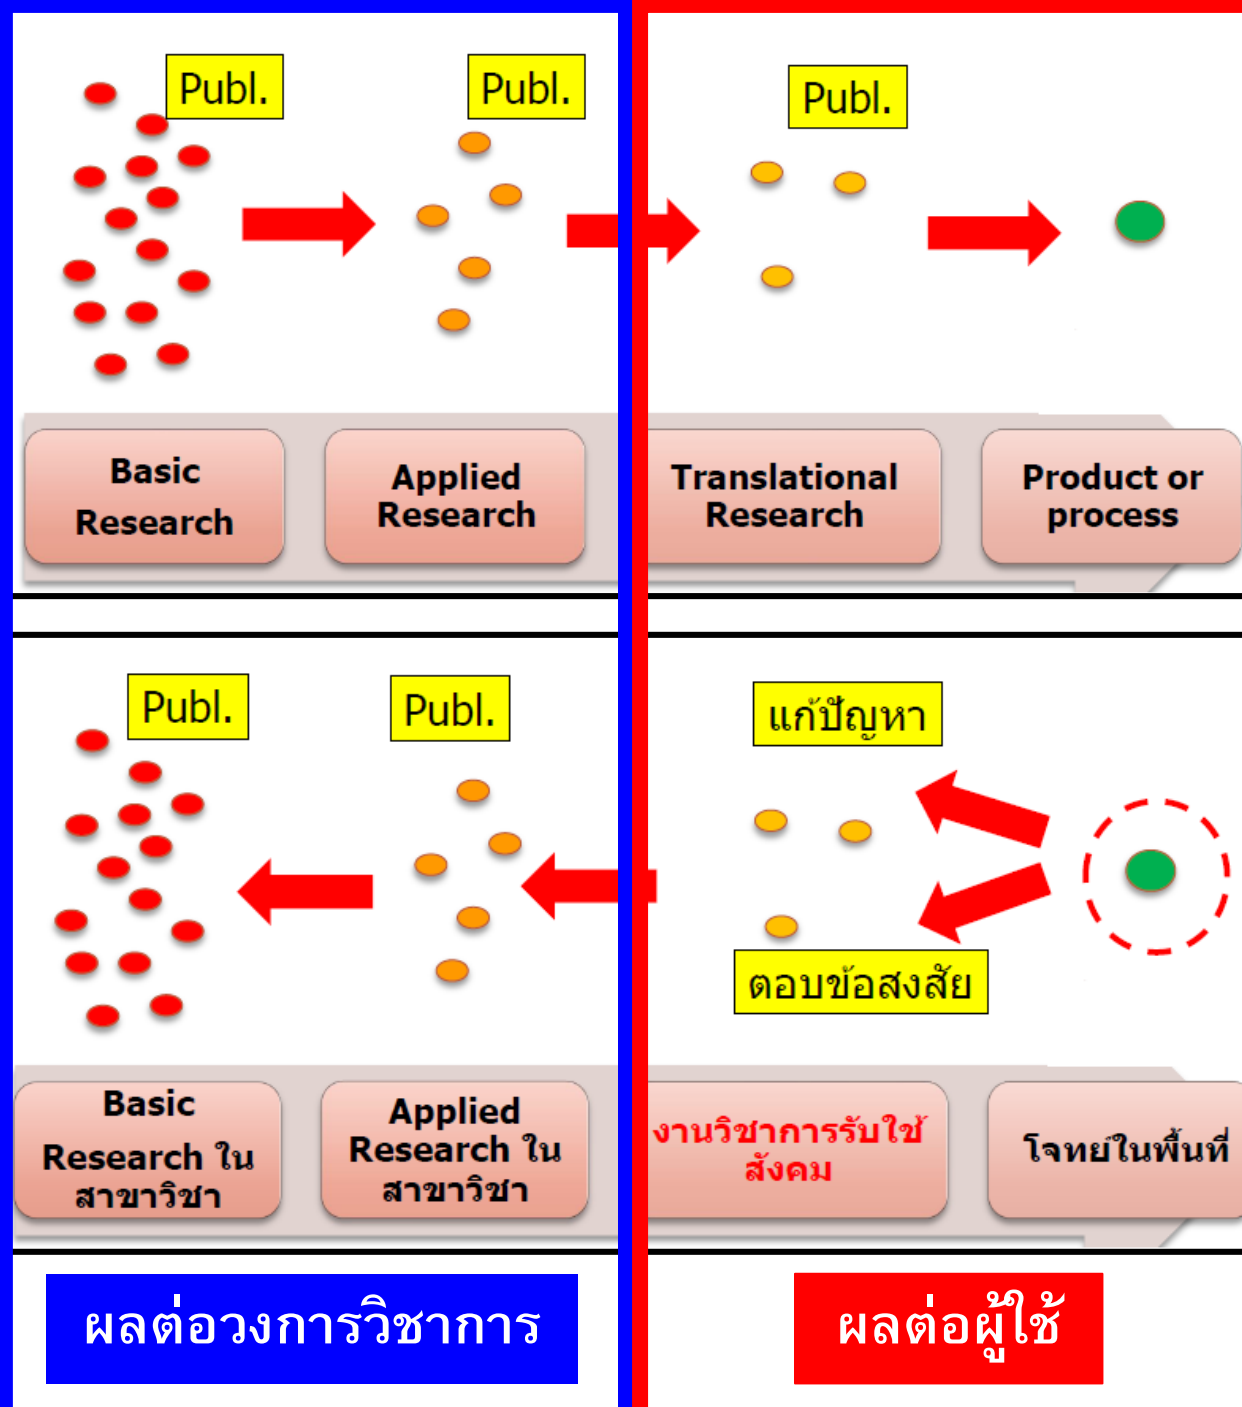 Publ.
Publ.
Publ.
Basic
Research
Applied
Research
Translational
Research
Product or
process
Publ.
Publ.
แก้ปัญหา
ตอบข้อสงสัย
Basic
Research ใน
สาขาวิชา
Applied
Research ใน
สาขาวิชา
งานวิชาการรับใช้
สังคม
โจทย์ในพื้นที่
ผลต่อวงการวิชาการ
ผลต่อผู้ใช้